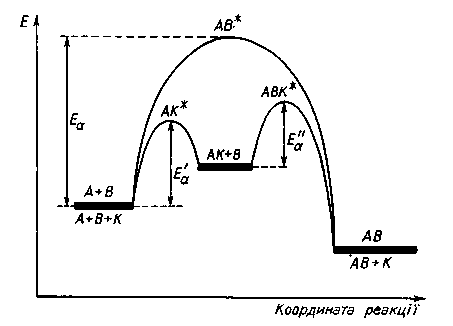 E
AB*
ABK*
AK*
Eα
AK+B
E'α
E''α
A+B
A+B+K
AB
AB+K
Координата реакції